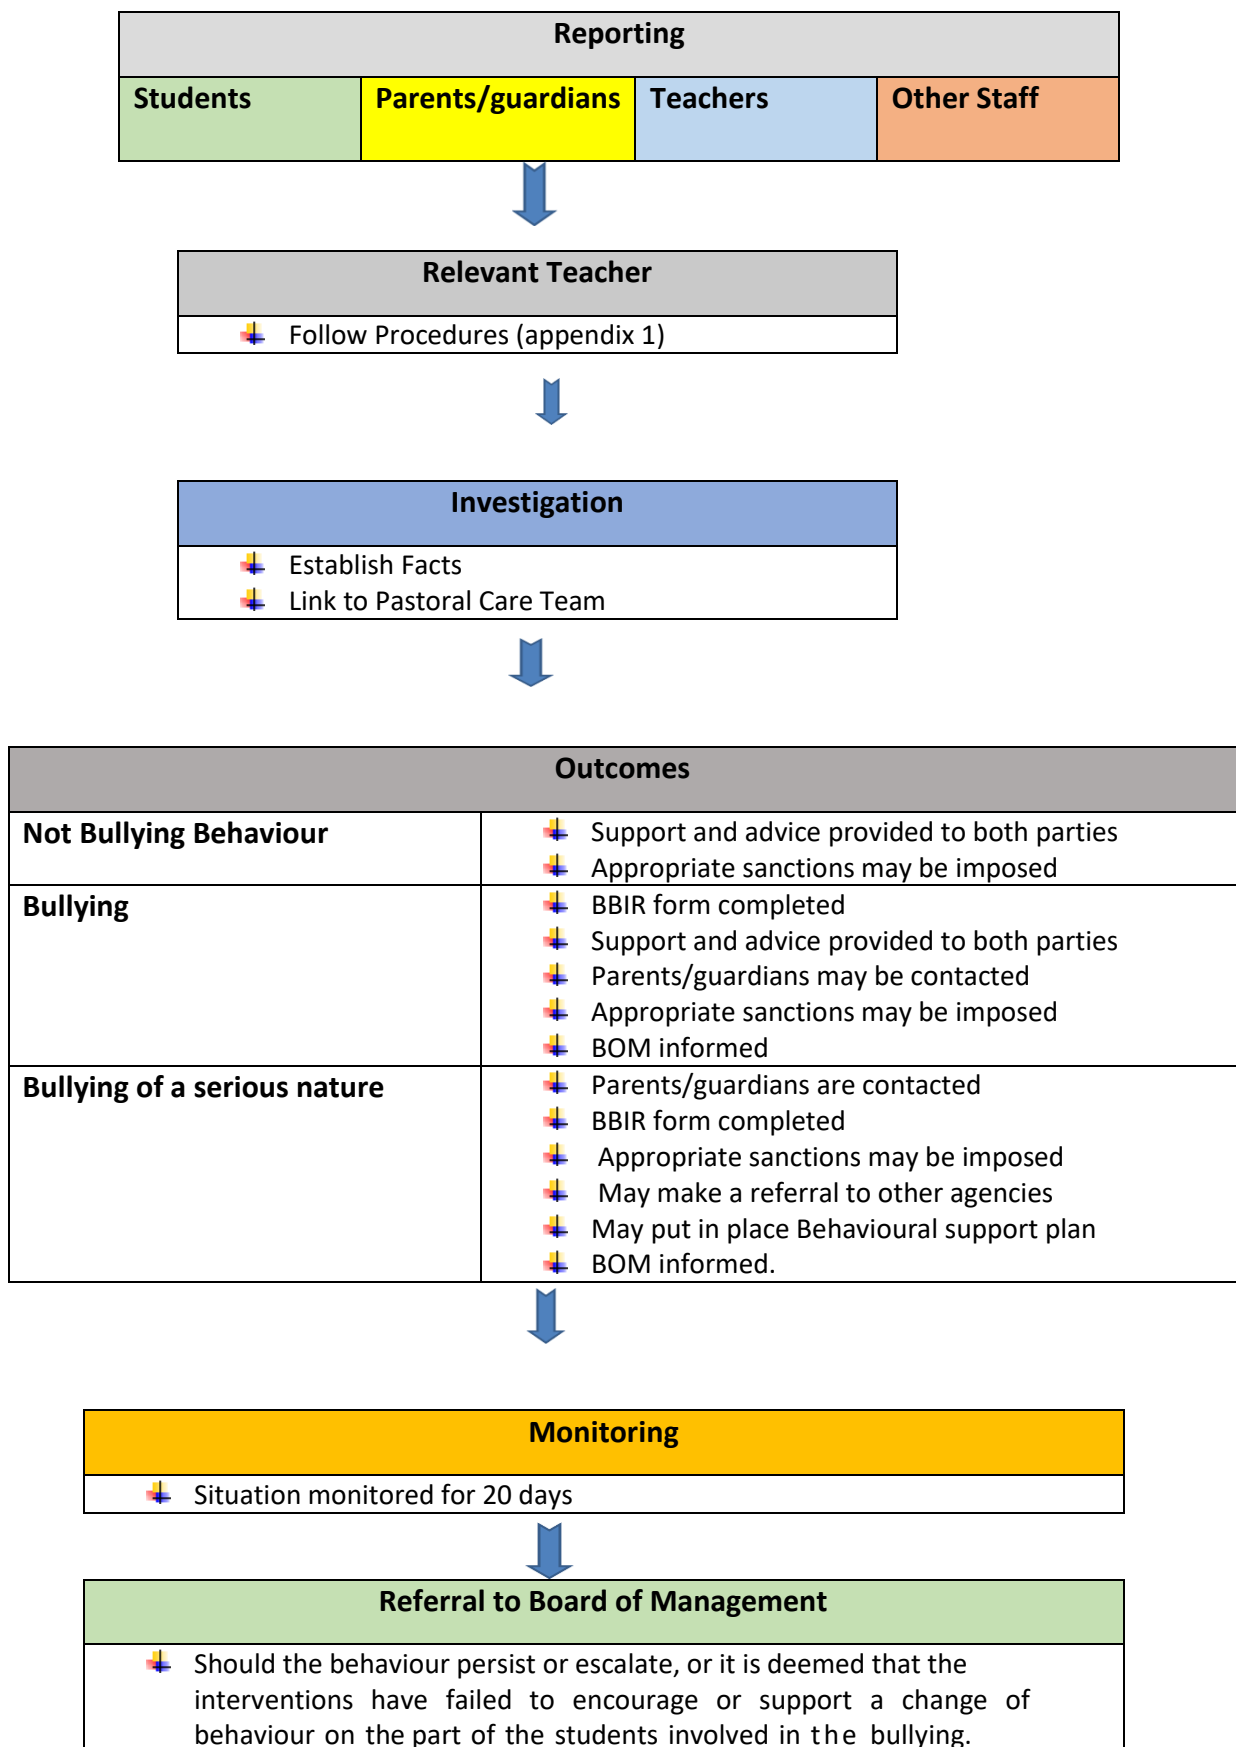 Reporting
Students Parents/guardians Teachers Other Staff
Relevant Teacher
Follow Procedures (appendix 1)
Investigation
Establish Facts
Link to Pastoral Care Team
Outcomes
Not Bullying Behaviour
Support and advice provided to both parties
Appropriate sanctions may be imposed
Bullying
BBIR form completed
Support and advice provided to both parties
Parents/guardians may be contacted
Appropriate sanctions may be imposed
BOM informed
Bullying of a serious nature
Parents/guardians are contacted
BBIR form completed
Appropriate sanctions may be imposed
May make a referral to other agencies
May put in place Behavioural support plan
BOM informed.
Monitoring
Situation monitored for 20 days
Referral to Board of Management
Should the behaviour persist or escalate, or it is deemed that the
interventions have failed to encourage or support a change of
behaviour on the part of the students involved in the bullying.